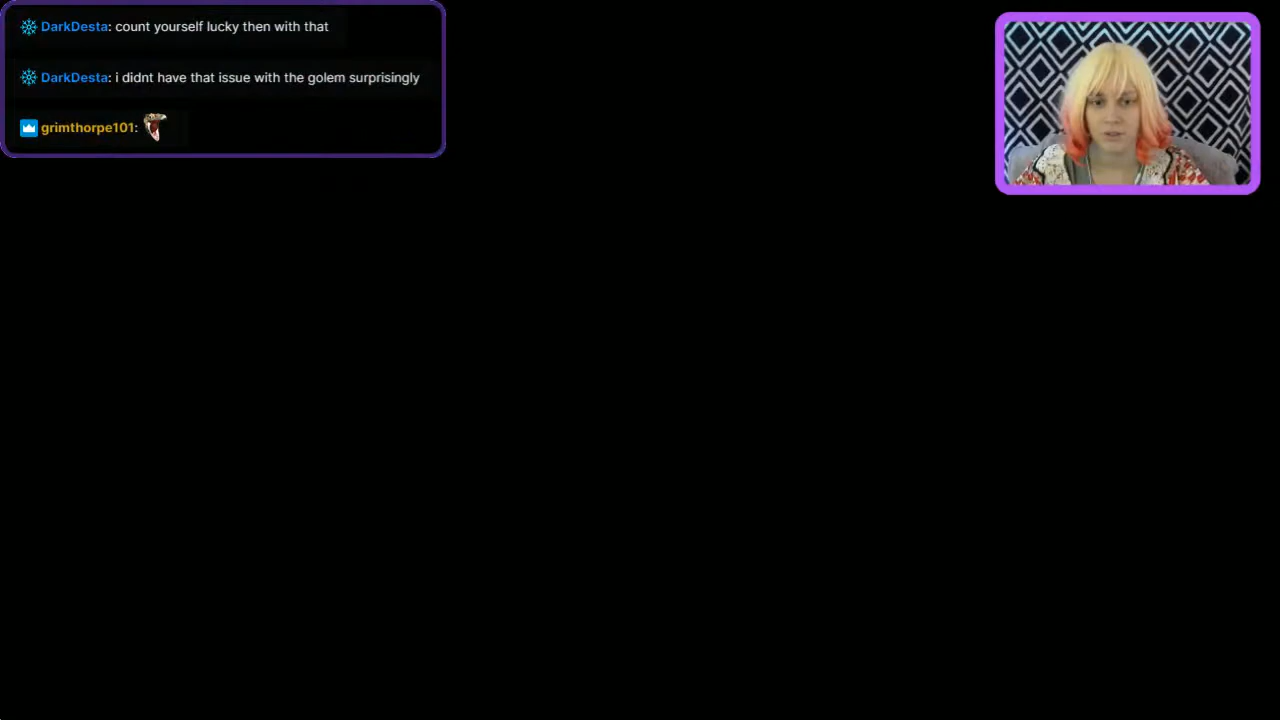 DarkDesta: count yourself lucky then with that
DarkDesta: i didnt have that issue with the golem surprisingly
grimthorpe101: